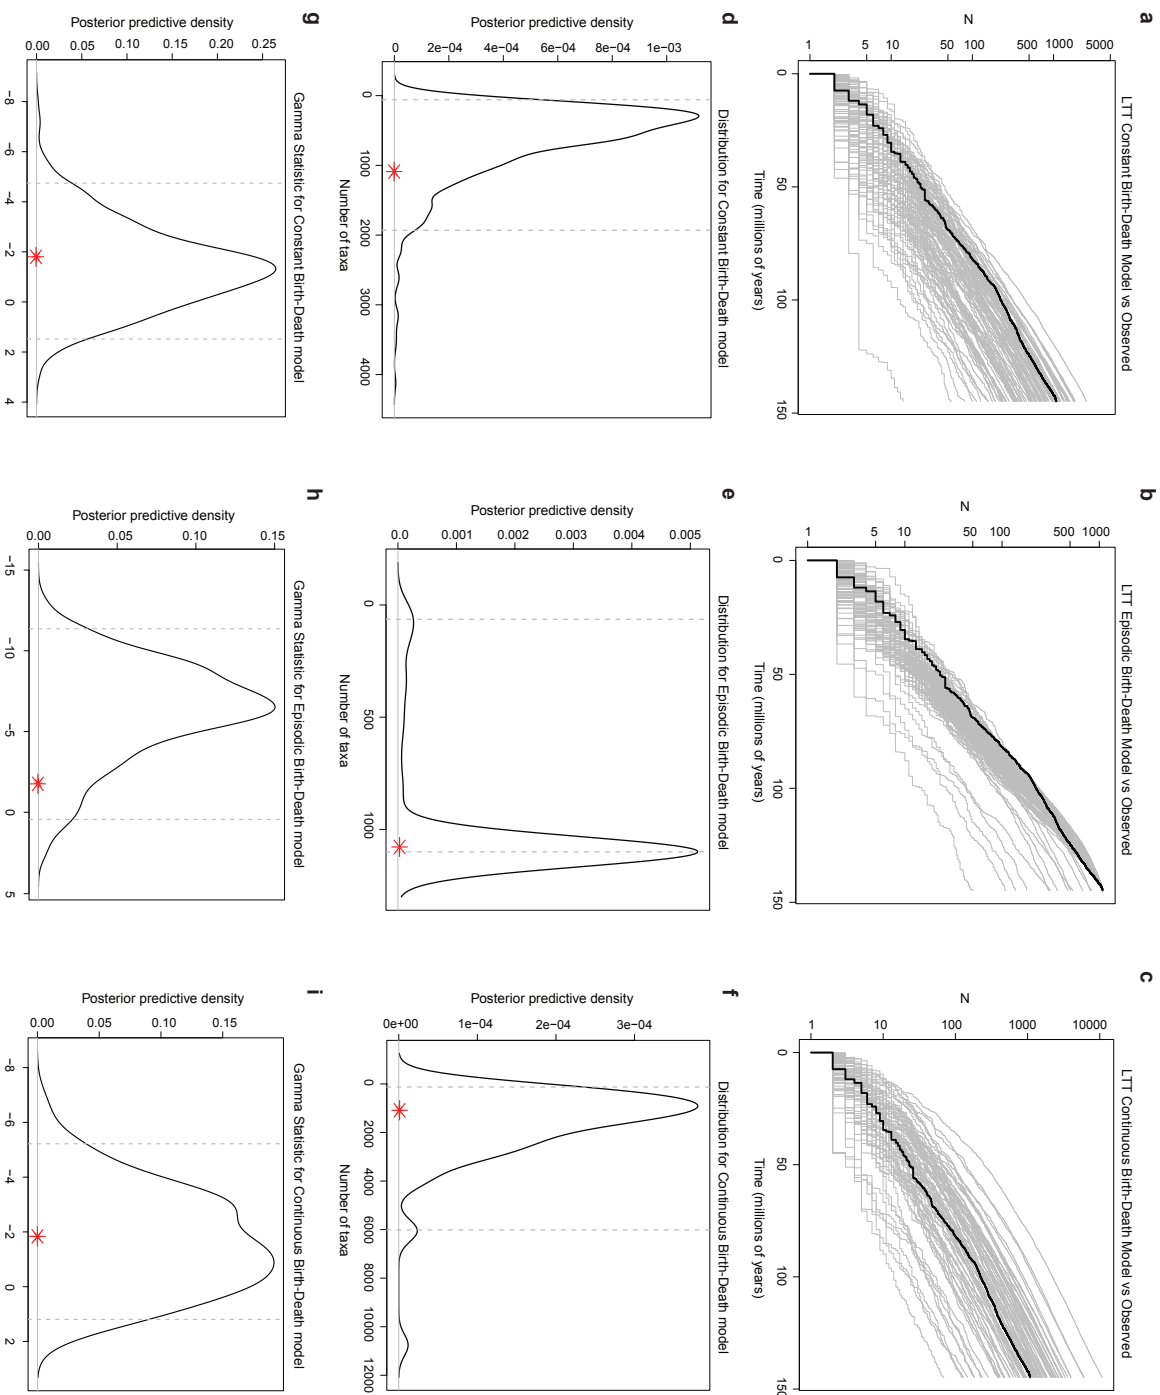 a
LTT Constant Birth-Death Model vs Observed
N
1 5 10 50 100 500 1000 5000
0 50 100 150
Time (millions of years)
b
LTT Episodic Birth-Death Model vs Observed
N
1 5 10 50 100 500 1000
0 50 100 150
Time (millions of years)
c
LTT Continuous Birth-Death Model vs Observed
N
1 10 100 1000 10000
0 50 100 150
Time (millions of years)
d
Distribution for Constant Birth-Death model
Posterior predictive density
0 2e-04 4e-04 6e-04 8e-04 1e-03
0 1000 2000 3000 4000
Number of taxa
e
Distribution for Episodic Birth-Death model
Posterior predictive density
0.0 0.001 0.002 0.003 0.004 0.005
0 500 1000
Number of taxa
f
Distribution for Continuous Birth-Death model
Posterior predictive density
0e+00 1e-04 2e-04 3e-04
0 2000 4000 6000 8000 10000 12000
Number of taxa
g
Gamma Statistic for Constant Birth-Death model
Posterior predictive density
0.00 0.05 0.10 0.15 0.20 0.25
-8 -6 -4 -2 0 2 4
h
Gamma Statistic for Episodic Birth-Death model
Posterior predictive density
0.00 0.05 0.10 0.15
-15 -10 -5 0 5
i
Gamma Statistic for Continuous Birth-Death model
Posterior predictive density
0.00 0.05 0.10 0.15
-8 -6 -4 -2 0 2